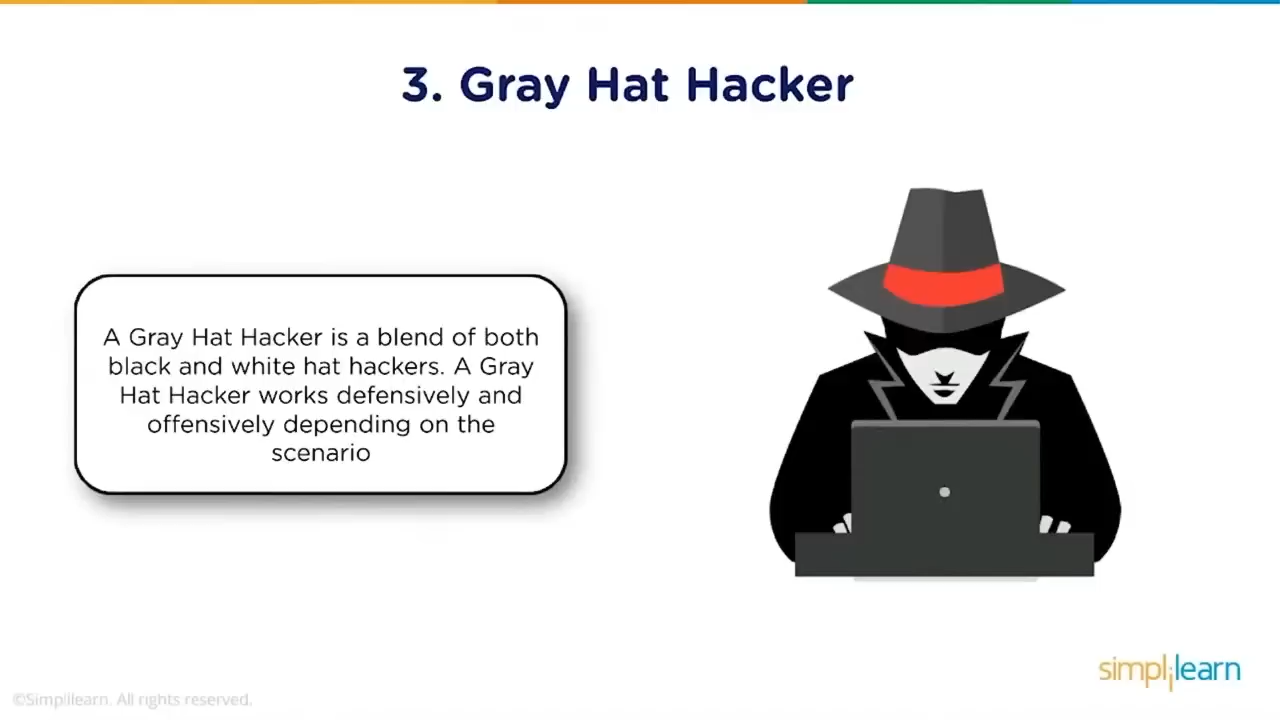 3. Gray Hat Hacker
A Gray Hat Hacker is a blend of both
black and white hat hackers. A Gray
Hat Hacker works defensively and
offensively depending on the
scenario
simplilearn
©Simplilearn. All rights reserved.